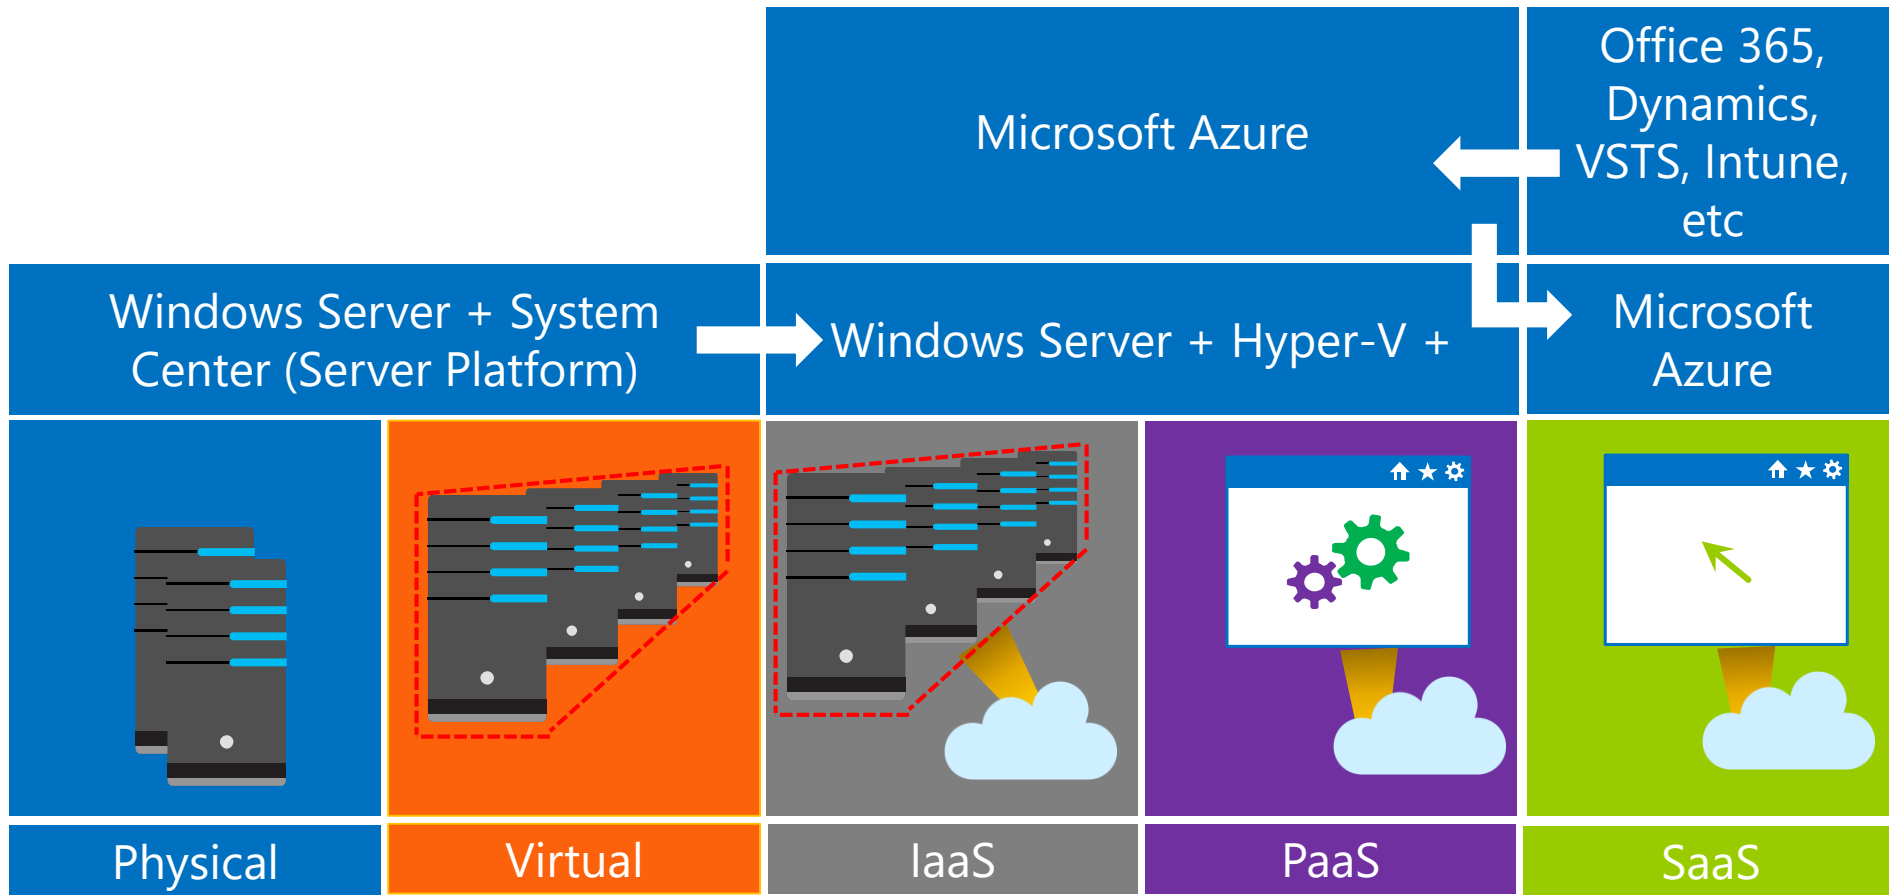 Microsoft Azure
Office 365,
Dynamics,
VSTS, Intune,
etc
Windows Server + System
Center (Server Platform)
Windows Server + Hyper-V +
Microsoft
Azure
Physical
Virtual
IaaS
PaaS
SaaS